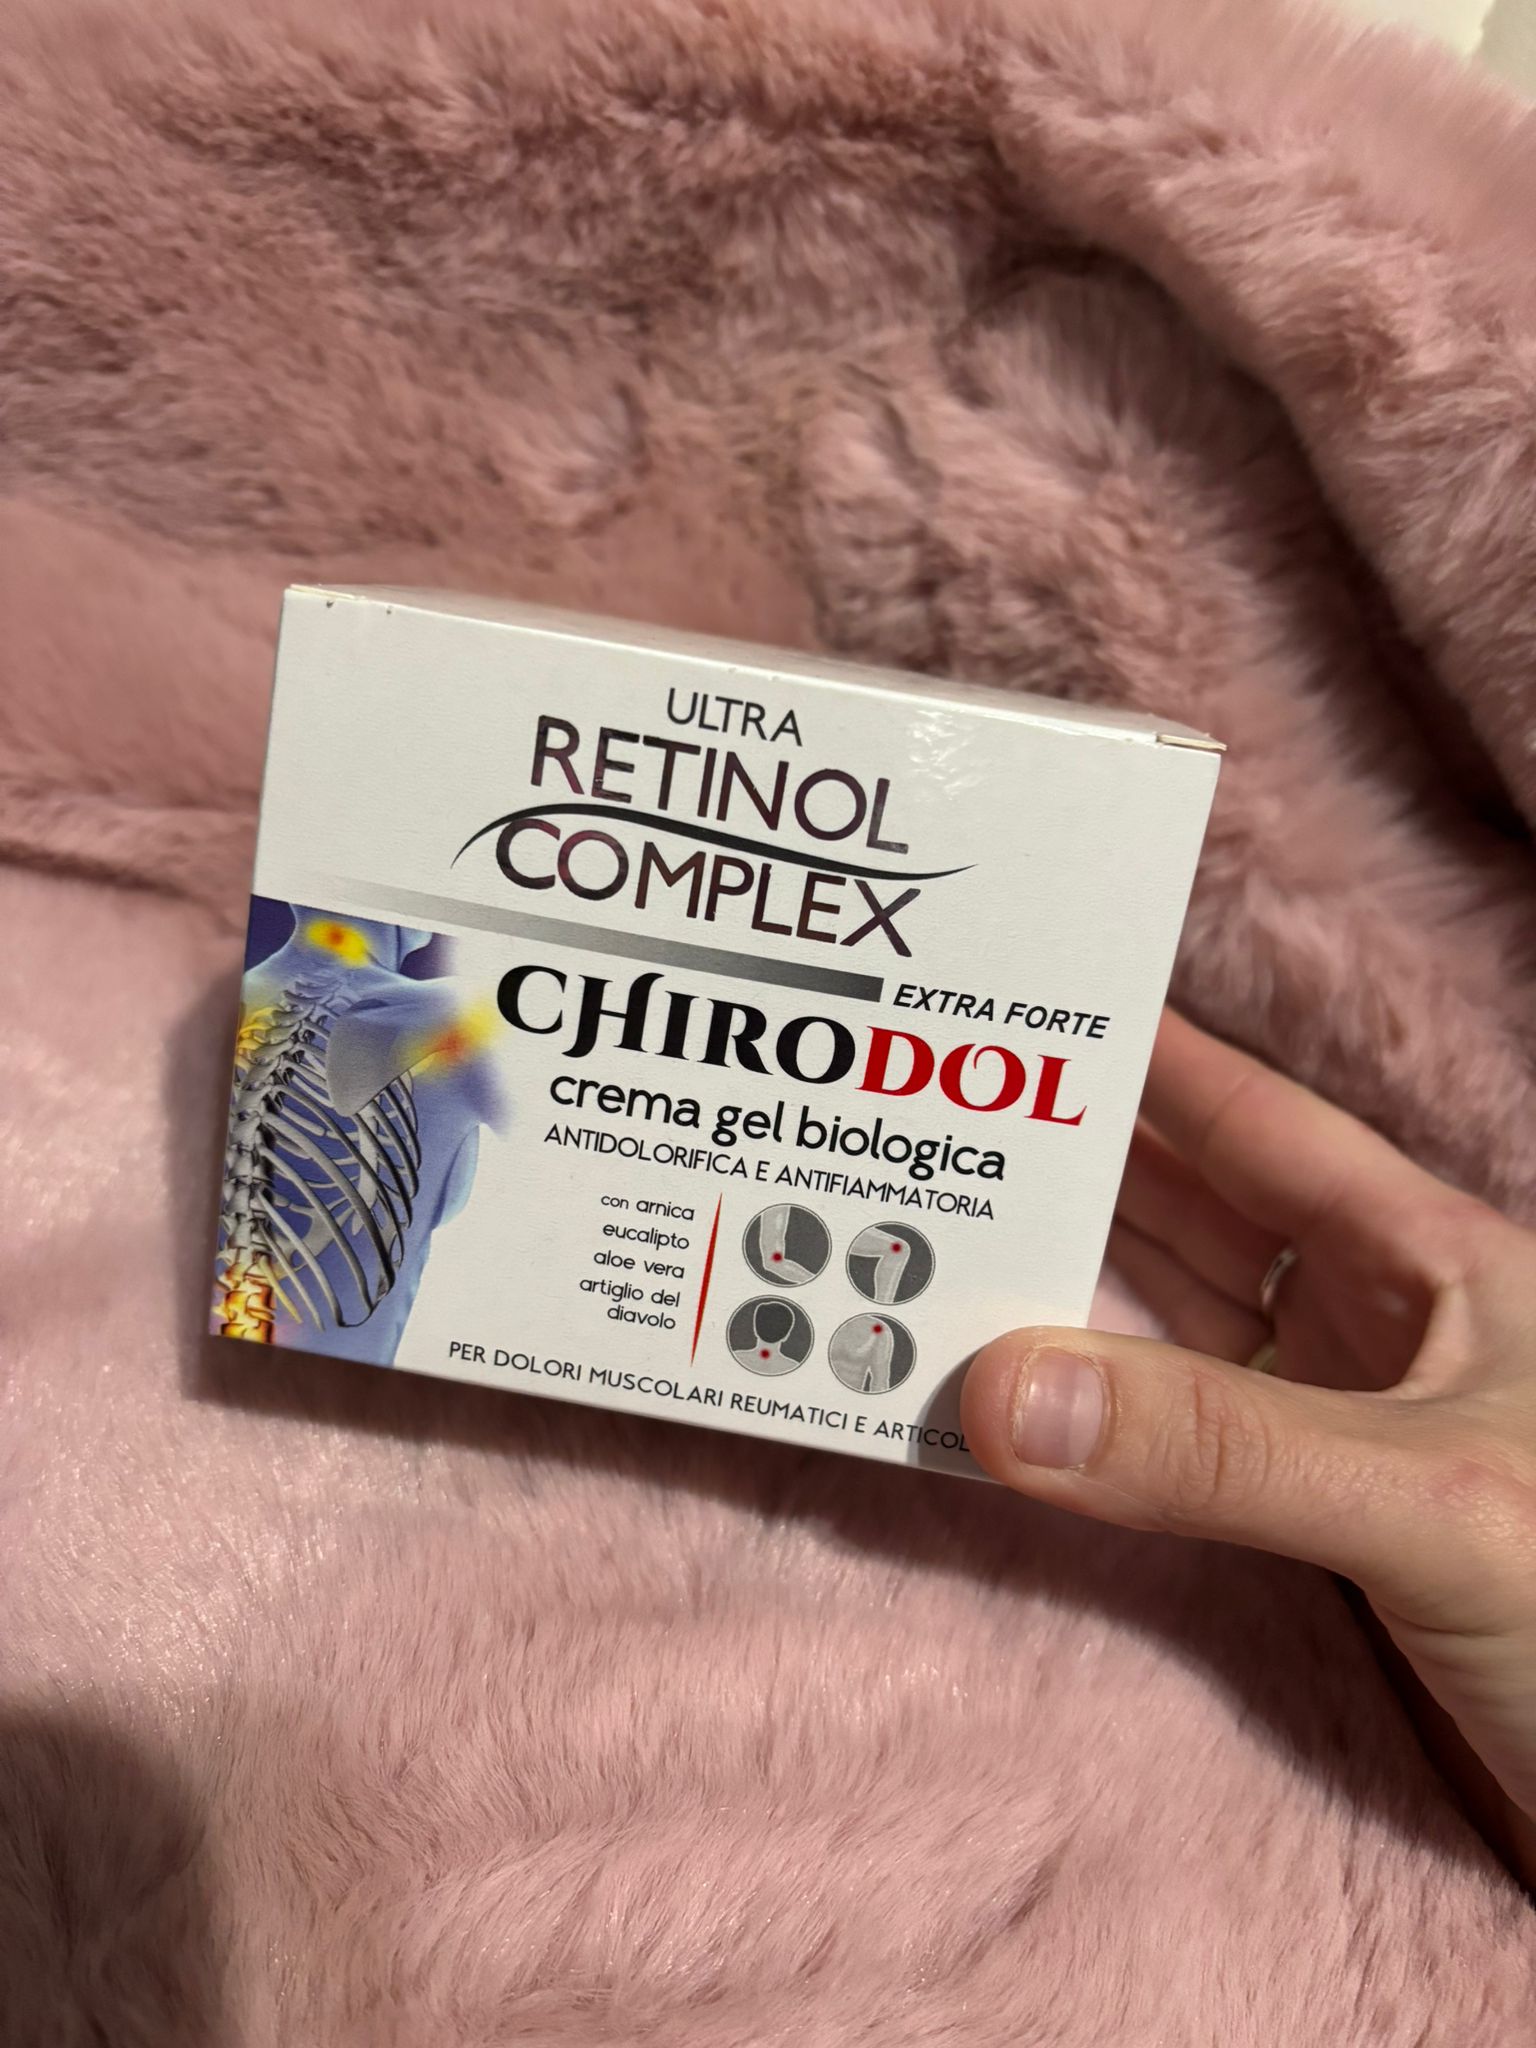 ULTRA
RETINOL
COMPLEX
EXTRA FORTE
CHIRODOL
crema gel biologica
ANTIDOLORIFICA E ANTIFIAMMATORIA
con arnica
eucalipto
aloe vera
artiglio del
diavolo
PER DOLORI MUSCOLARI REUMATICI E ARTICOL